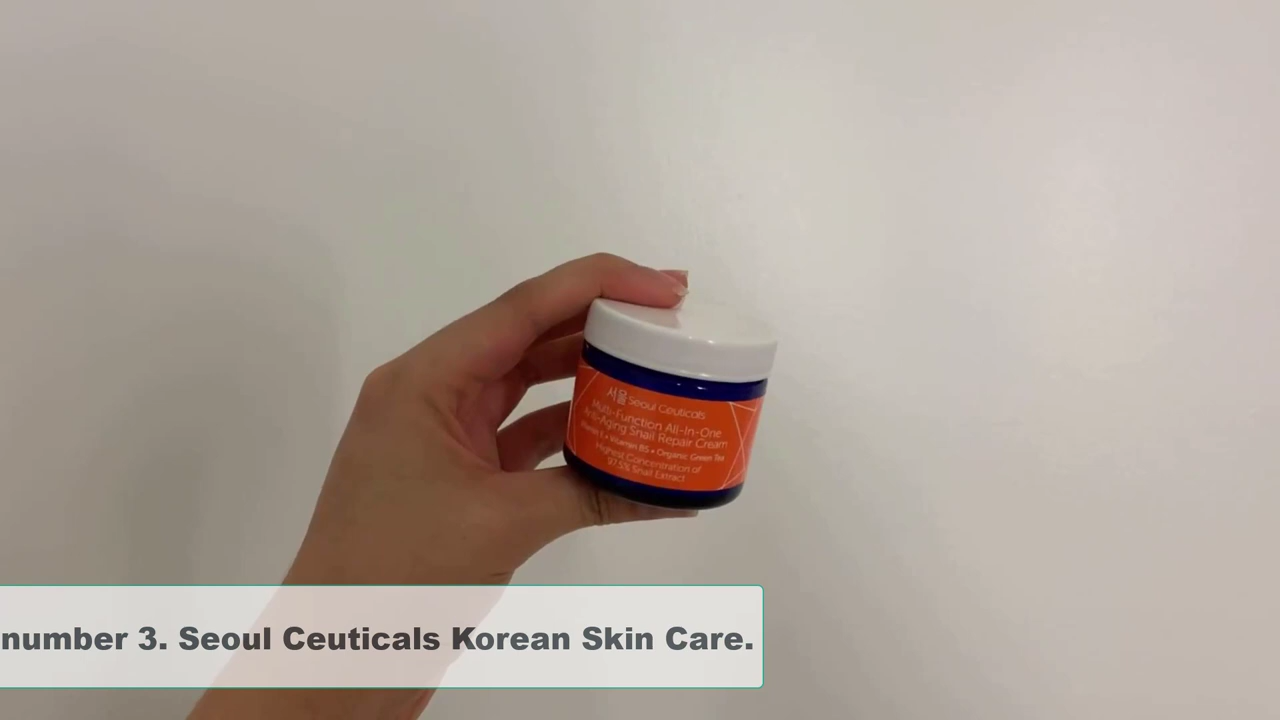 서울 Seoul Ceuticals
Multi-Function All-In-One
Anti-Aging Snail Repair Cream
Vitamin E • Vitamin B5 • Organic Green Tea
Highest Concentration of
97.5% Snail Extract
number 3. Seoul Ceuticals Korean Skin Care.